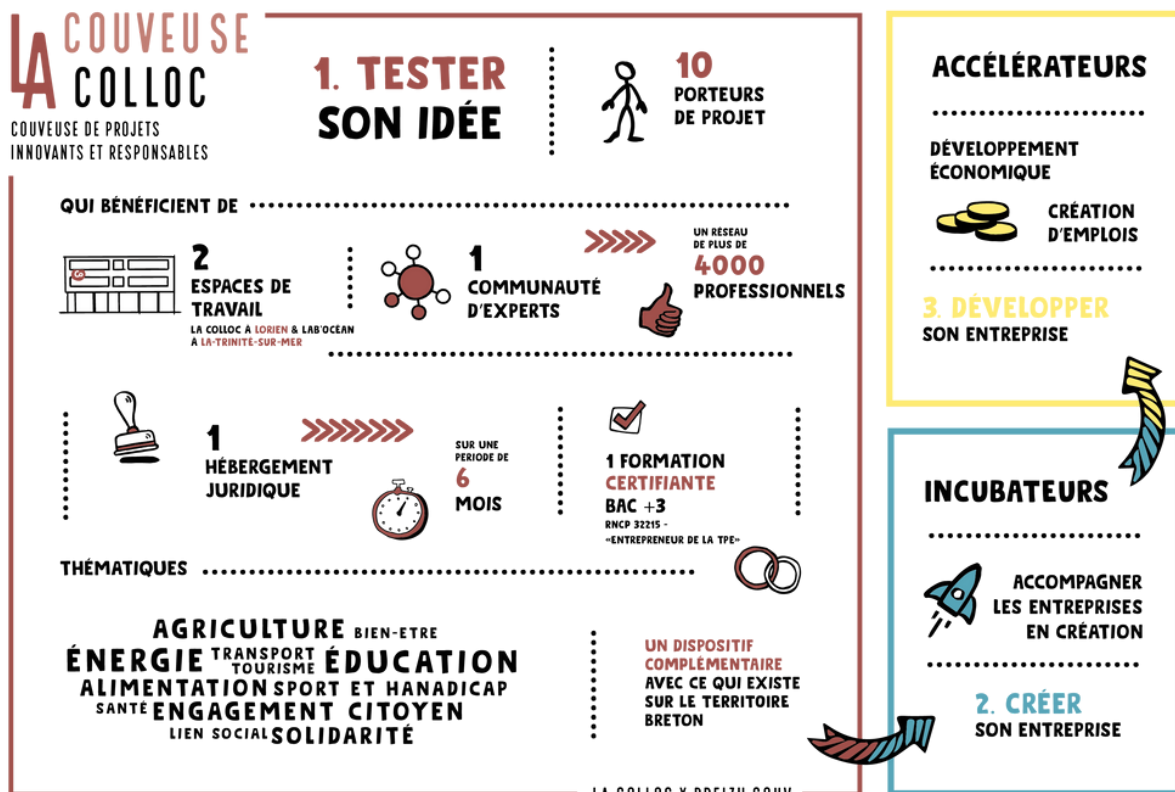 LA COUVEUSE
COLLOC
COUVEUSE DE PROJETS
INNOVANTS ET RESPONSABLES
1. TESTER
SON IDÉE
10
PORTEURS
DE PROJET
QUI BÉNÉFICIENT DE
Co
2
ESPACES DE
TRAVAIL
LA COLLOC À LORIEN & LAB'OCÉAN
À LA-TRINITÉ-SUR-MER
1
COMMUNAUTÉ
D'EXPERTS
UN RÉSEAU
DE PLUS DE
4000
PROFESSIONNELS
1
HÉBERGEMENT
JURIDIQUE
SUR UNE
PERIODE DE
6
MOIS
1 FORMATION
CERTIFIANTE
BAC +3
RNCP 32215 -
«ENTREPRENEUR DE LA TPE»
THÉMATIQUES
AGRICULTURE BIEN-ETRE
ÉNERGIE TRANSPORT TOURISME ÉDUCATION
ALIMENTATION SPORT ET HANADICAP
SANTÉ ENGAGEMENT CITOYEN
LIEN SOCIAL SOLIDARITÉ
UN DISPOSITIF
COMPLÉMENTAIRE
AVEC CE QUI EXISTE
SUR LE TERRITOIRE
BRETON
ACCÉLÉRATEURS
DÉVELOPPEMENT
ÉCONOMIQUE
CRÉATION
D'EMPLOIS
3. DÉVELOPPER
SON ENTREPRISE
INCUBATEURS
ACCOMPAGNER
LES ENTREPRISES
EN CRÉATION
2. CRÉER
SON ENTREPRISE